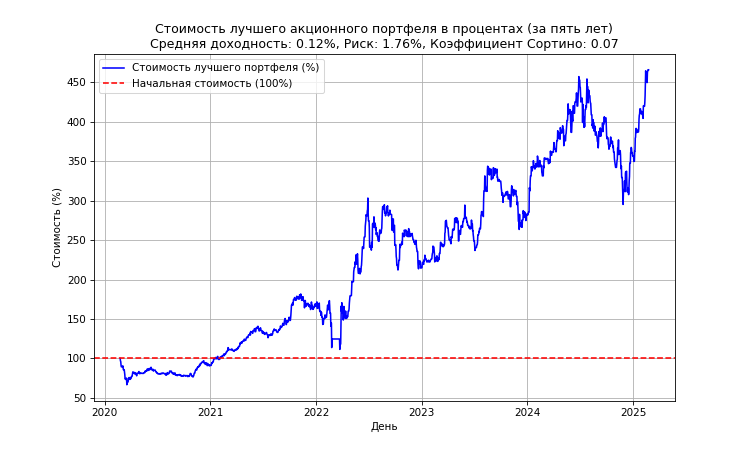 Стоимость лучшего акционного портфеля в процентах (за пять лет)
Средняя доходность: 0.12%, Риск: 1.76%, Коэффициент Сортино: 0.07
Стоимость лучшего портфеля (%)
Начальная стоимость (100%)
Стоимость (%)
450
400
350
300
250
200
150
100
50
2020
2021
2022
2023
2024
2025
День